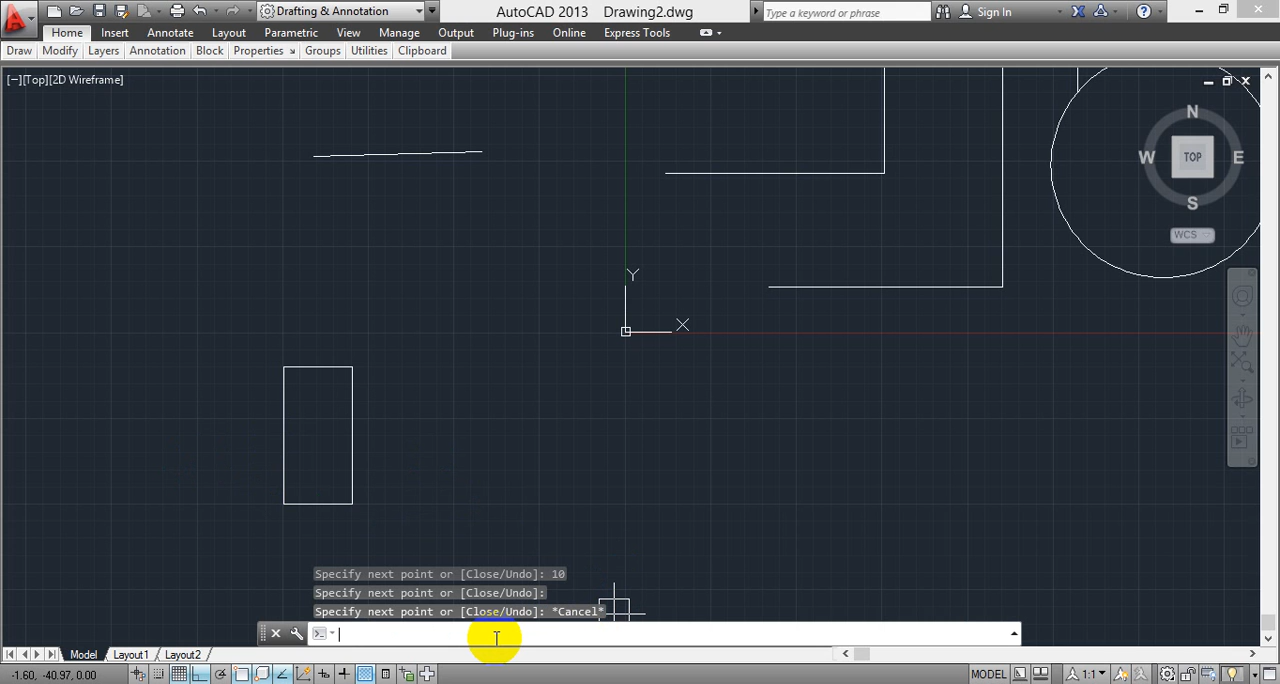 Drafting & Annotation
AutoCAD 2013 Drawing2.dwg
Type a keyword or phrase
Sign In
Home Insert Annotate Layout Parametric View Manage Output Plug-ins Online Express Tools
Draw Modify Layers Annotation Block Properties Groups Utilities Clipboard
[−][Top][2D Wireframe]
N
W TOP E
S
WCS
Y
X
Specify next point or [Close/Undo]: 10
Specify next point or [Close/Undo]:
Specify next point or [Close/Undo]: *Cancel*
Model Layout1 Layout2
-1.60, -40.97, 0.00
MODEL
1:1